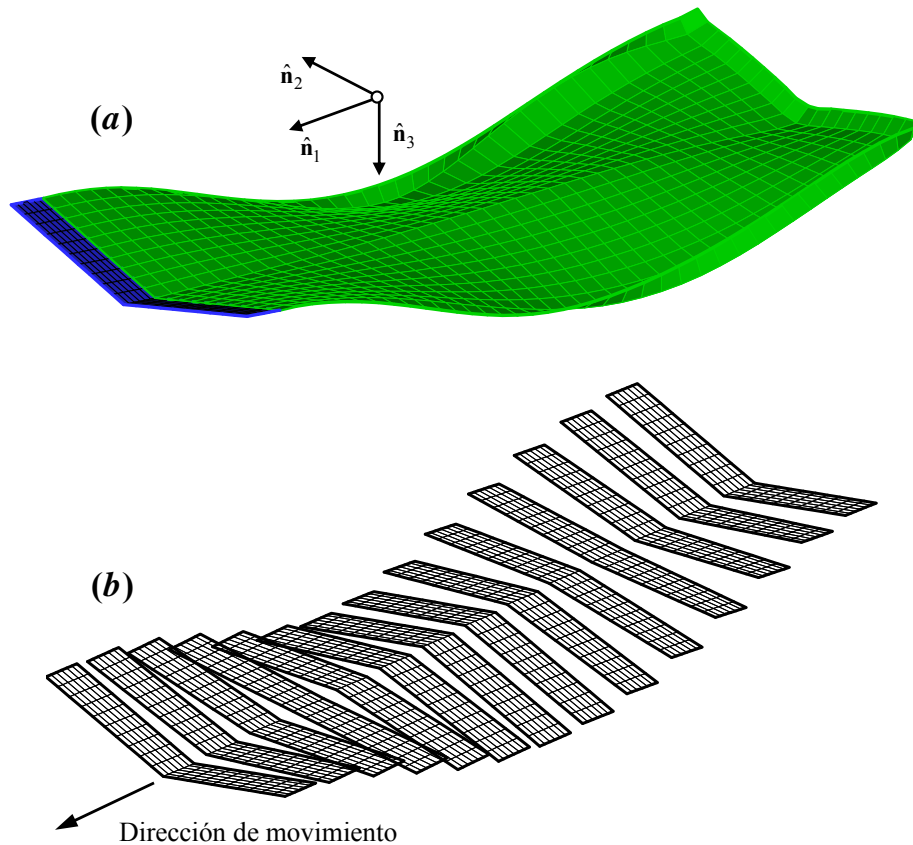 (a)
n̂₂
n̂₁
n̂₃
(b)
Dirección de movimiento